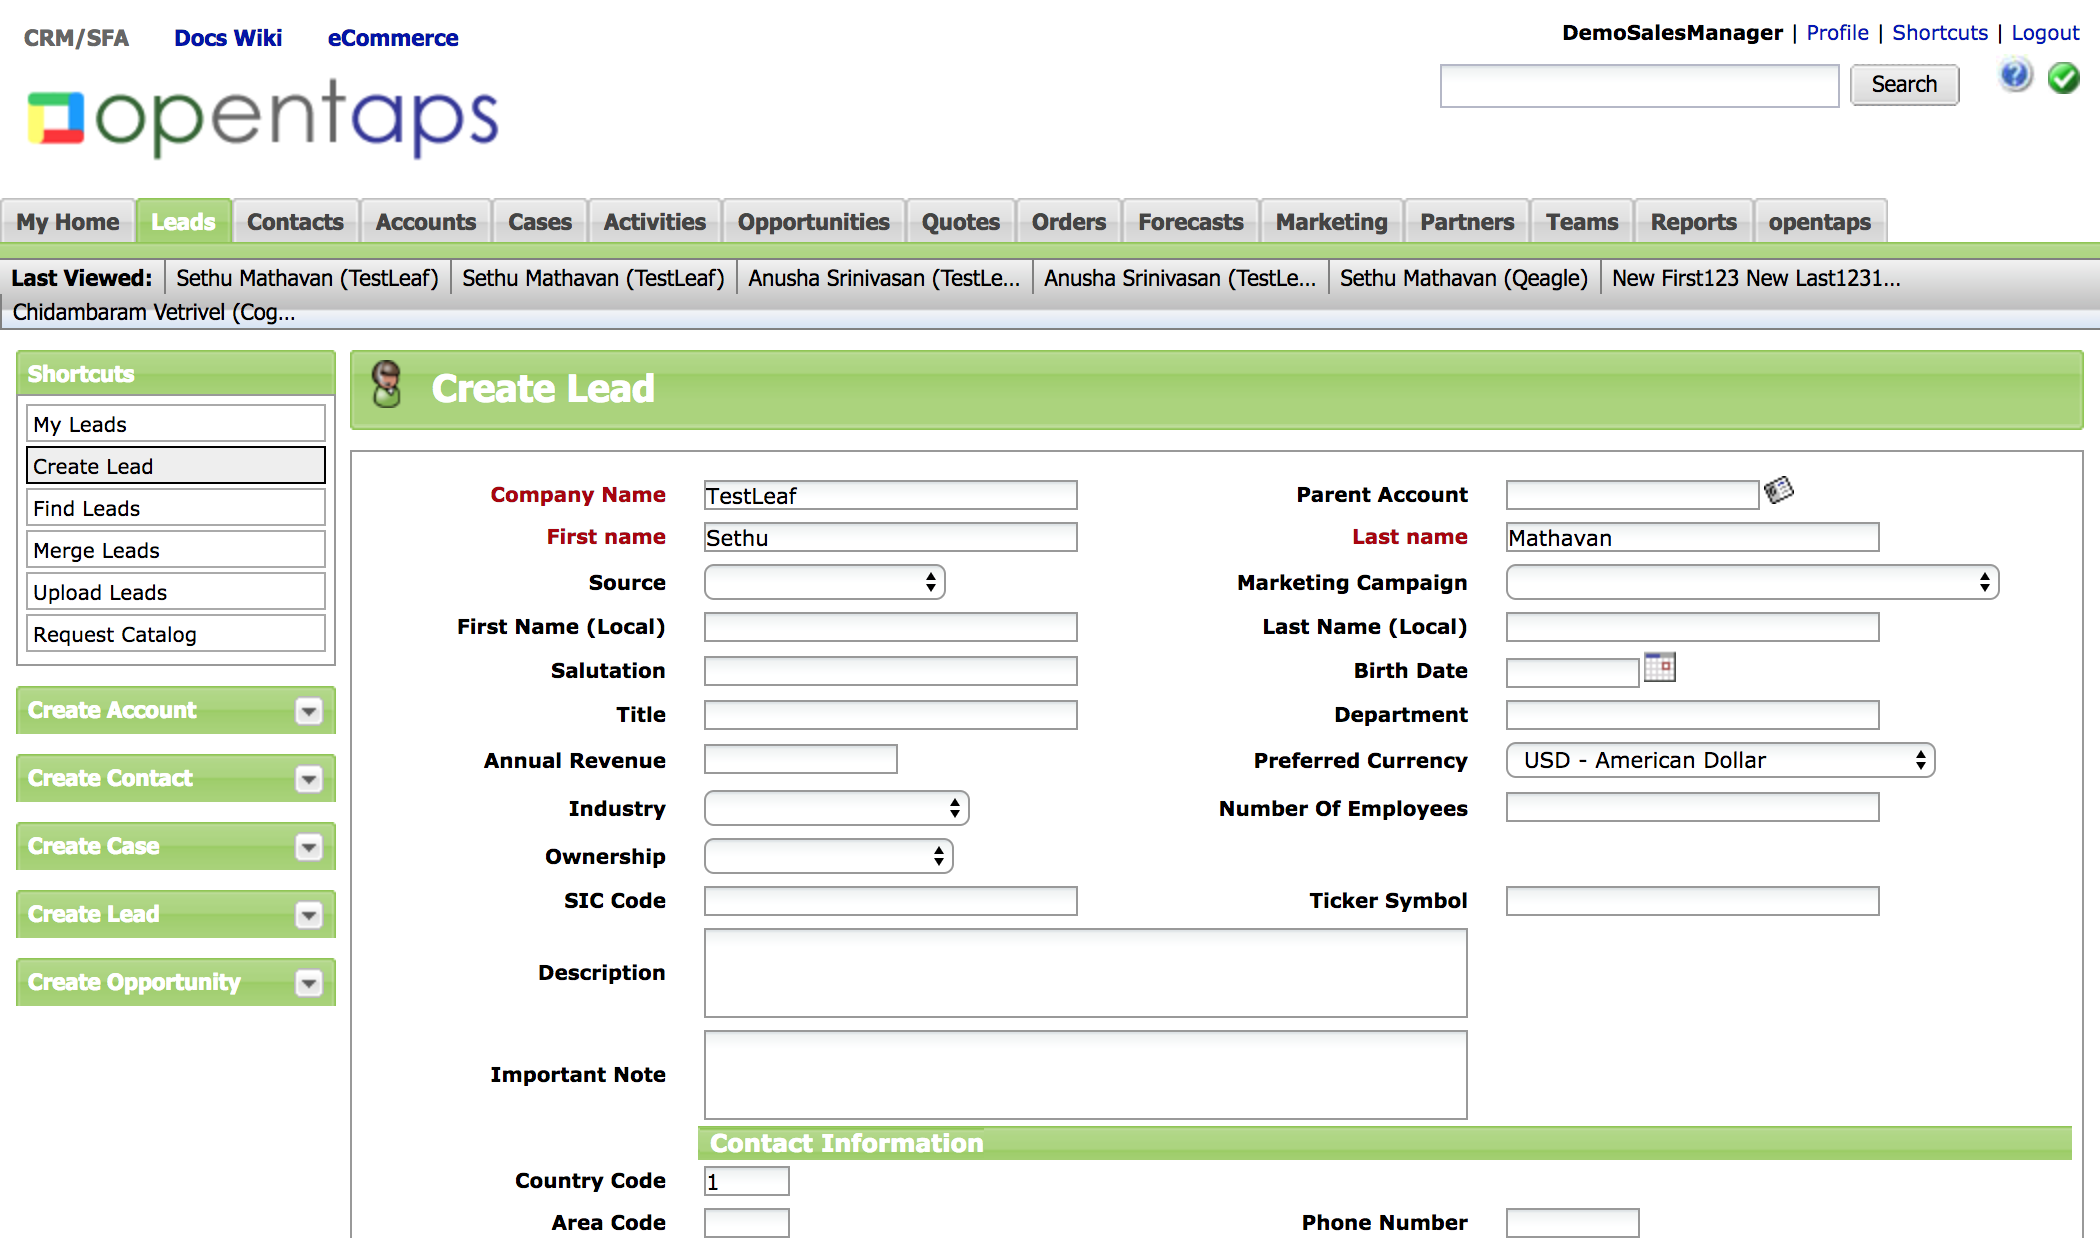 CRM/SFA Docs Wiki eCommerce
DemoSalesManager | Profile | Shortcuts | Logout
Search
opentaps
My Home Leads Contacts Accounts Cases Activities Opportunities Quotes Orders Forecasts Marketing Partners Teams Reports opentaps
Last Viewed: Sethu Mathavan (TestLeaf) Sethu Mathavan (TestLeaf) Anusha Srinivasan (TestLe... Anusha Srinivasan (TestLe... Sethu Mathavan (Qeagle) New First123 New Last1231...
Chidambaram Vetrivel (Cog...
Shortcuts
My Leads
Create Lead
Find Leads
Merge Leads
Upload Leads
Request Catalog
Create Account
Create Contact
Create Case
Create Lead
Create Opportunity
Create Lead
Company Name TestLeaf Parent Account
First name Sethu Last name Mathavan
Source Marketing Campaign
First Name (Local) Last Name (Local)
Salutation Birth Date
Title Department
Annual Revenue Preferred Currency USD - American Dollar
Industry Number Of Employees
Ownership
SIC Code Ticker Symbol
Description
Important Note
Contact Information
Country Code 1
Area Code Phone Number